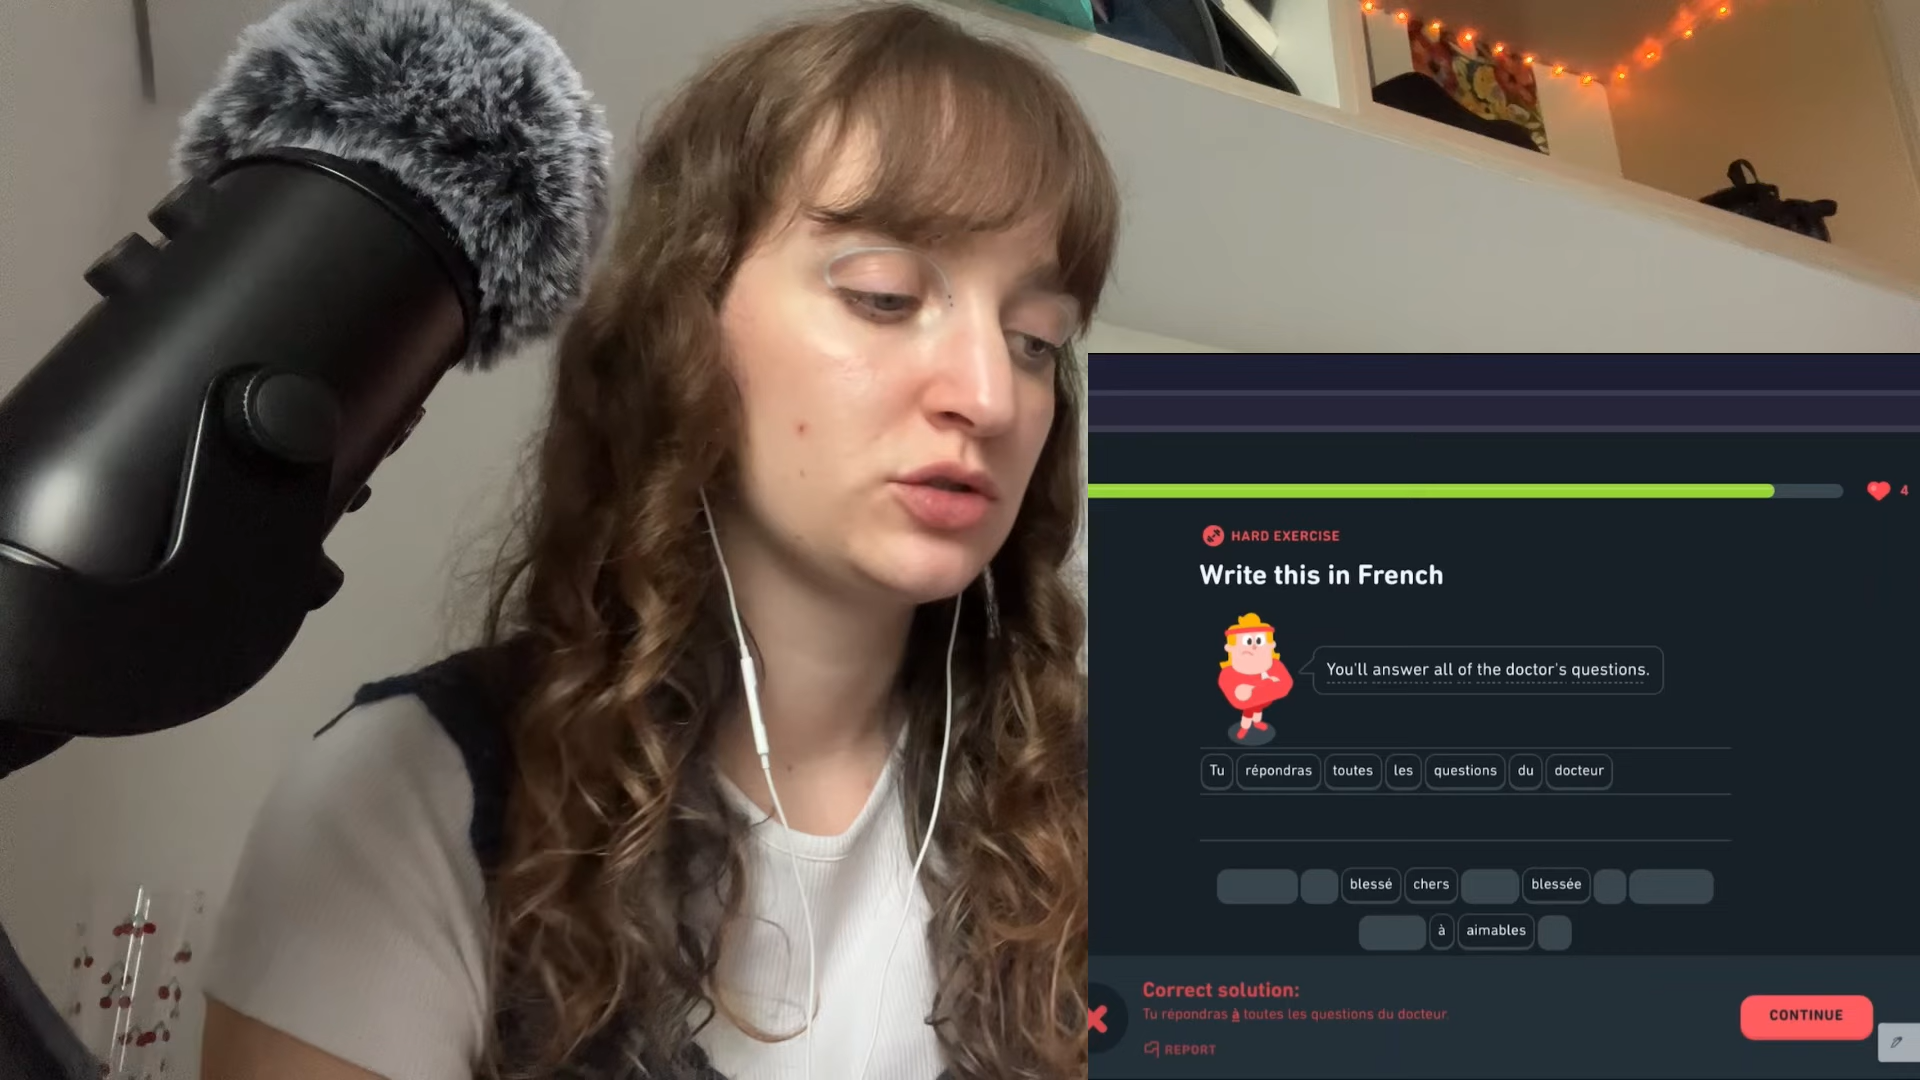 4
HARD EXERCISE
Write this in French
You'll answer all of the doctor's questions.
Tu répondras toutes les questions du docteur
blessé chers blessée
à aimables
Correct solution:
Tu répondras à toutes les questions du docteur.
CONTINUE
REPORT